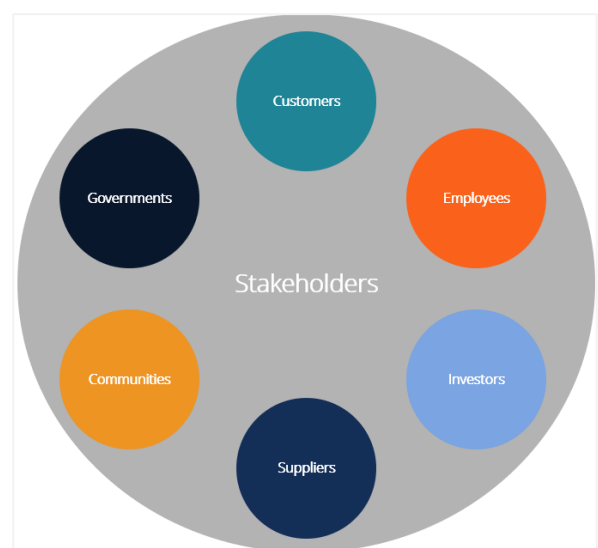 Customers
Governments
Employees
Stakeholders
Communities
Investors
Suppliers